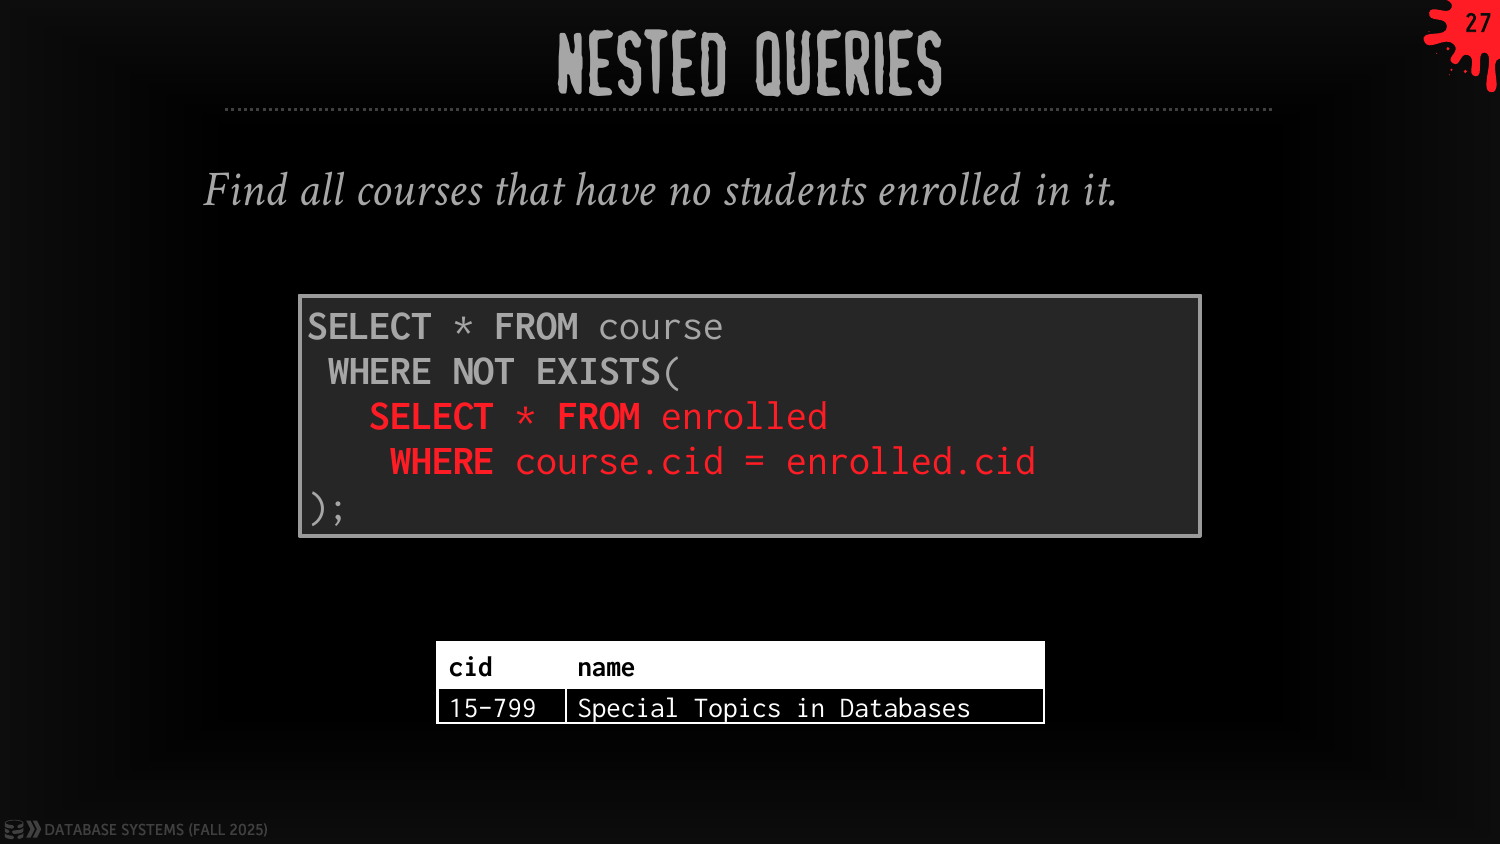 27
NESTED QUERIES
Find all courses that have no students enrolled in it.
SELECT * FROM course
WHERE NOT EXISTS(
SELECT * FROM enrolled
WHERE course.cid = enrolled.cid
);
cid name
15-799 Special Topics in Databases
DATABASE SYSTEMS (FALL 2025)